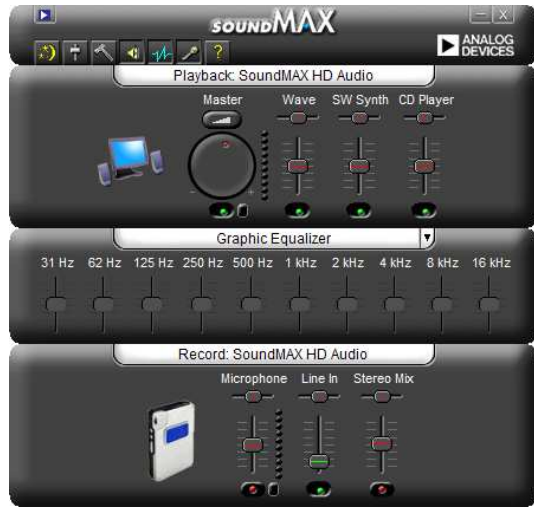 SOUNDMAX
ANALOG
DEVICES
?
Playback: SoundMAX HD Audio
Master Wave SW Synth CD Player
Graphic Equalizer
31 Hz 62 Hz 125 Hz 250 Hz 500 Hz 1 kHz 2 kHz 4 kHz 8 kHz 16 kHz
Record: SoundMAX HD Audio
Microphone Line In Stereo Mix